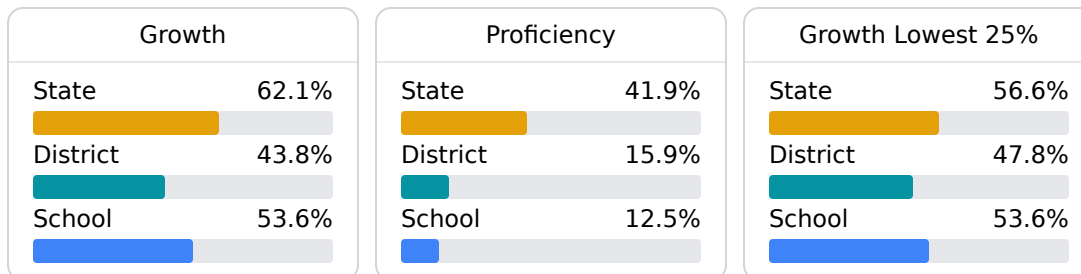 Growth
State 62.1%
District 43.8%
School 53.6%
Proficiency
State 41.9%
District 15.9%
School 12.5%
Growth Lowest 25%
State 56.6%
District 47.8%
School 53.6%